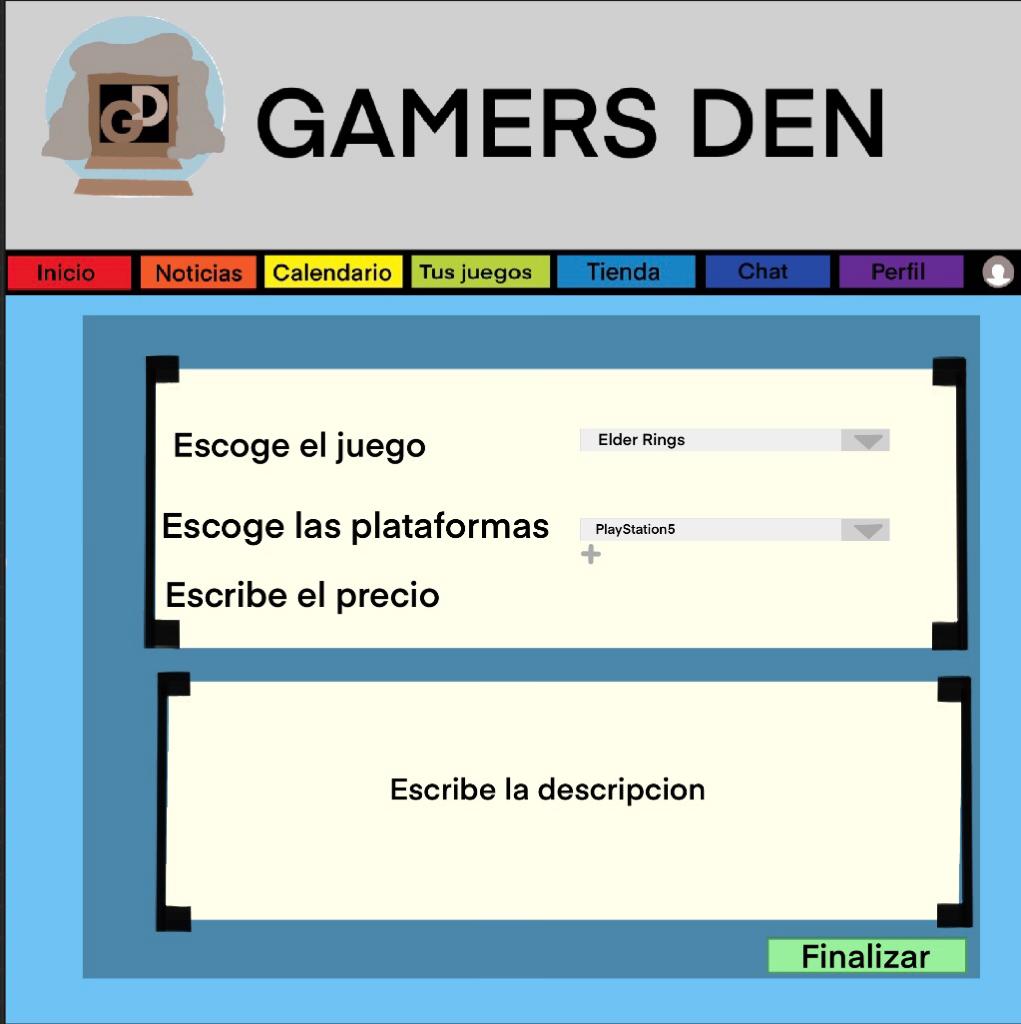 GD
GAMERS DEN
Inicio Noticias Calendario Tus juegos Tienda Chat Perfil
Escoge el juego Elder Rings
Escoge las plataformas PlayStation5
+
Escribe el precio
Escribe la descripcion
Finalizar